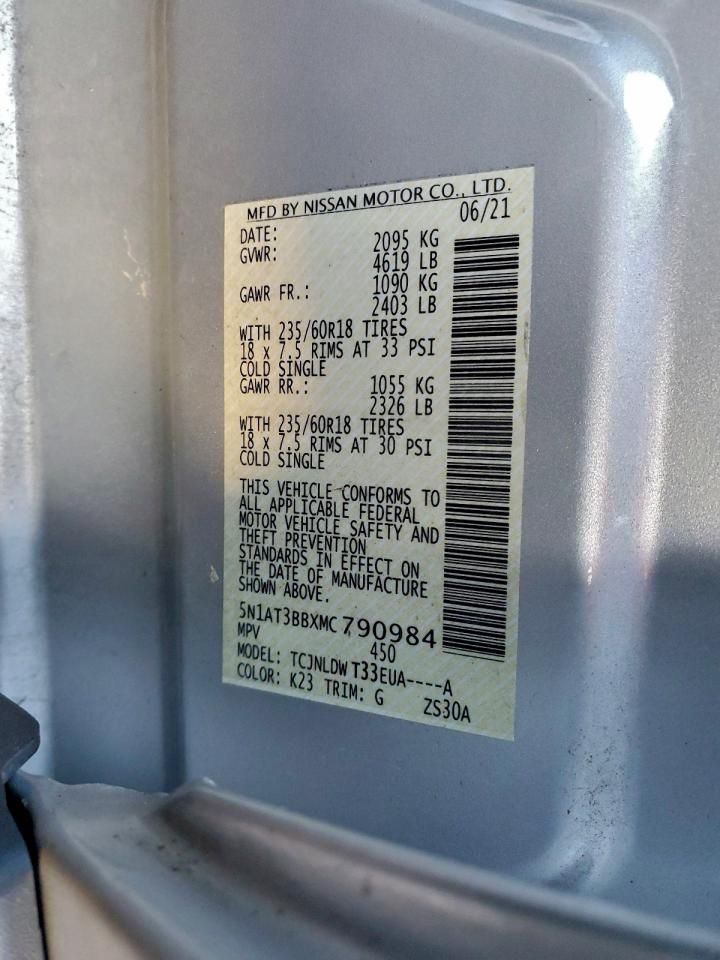 MFD BY NISSAN MOTOR CO., LTD.
DATE: 06/21
GVWR: 2095 KG
4619 LB
GAWR FR.: 1090 KG
2403 LB
WITH 235/60R18 TIRES
18 x 7.5 RIMS AT 33 PSI
COLD SINGLE
GAWR RR.: 1055 KG
2326 LB
WITH 235/60R18 TIRES
18 x 7.5 RIMS AT 30 PSI
COLD SINGLE
THIS VEHICLE CONFORMS TO
ALL APPLICABLE FEDERAL
MOTOR VEHICLE SAFETY AND
THEFT PREVENTION
STANDARDS IN EFFECT ON
THE DATE OF MANUFACTURE
SHOWN ABOVE.
5N1AT3BBXMC790984
MPV 450
MODEL: TCJNLDWT33EUA----A
COLOR: K23 TRIM: G ZS30A